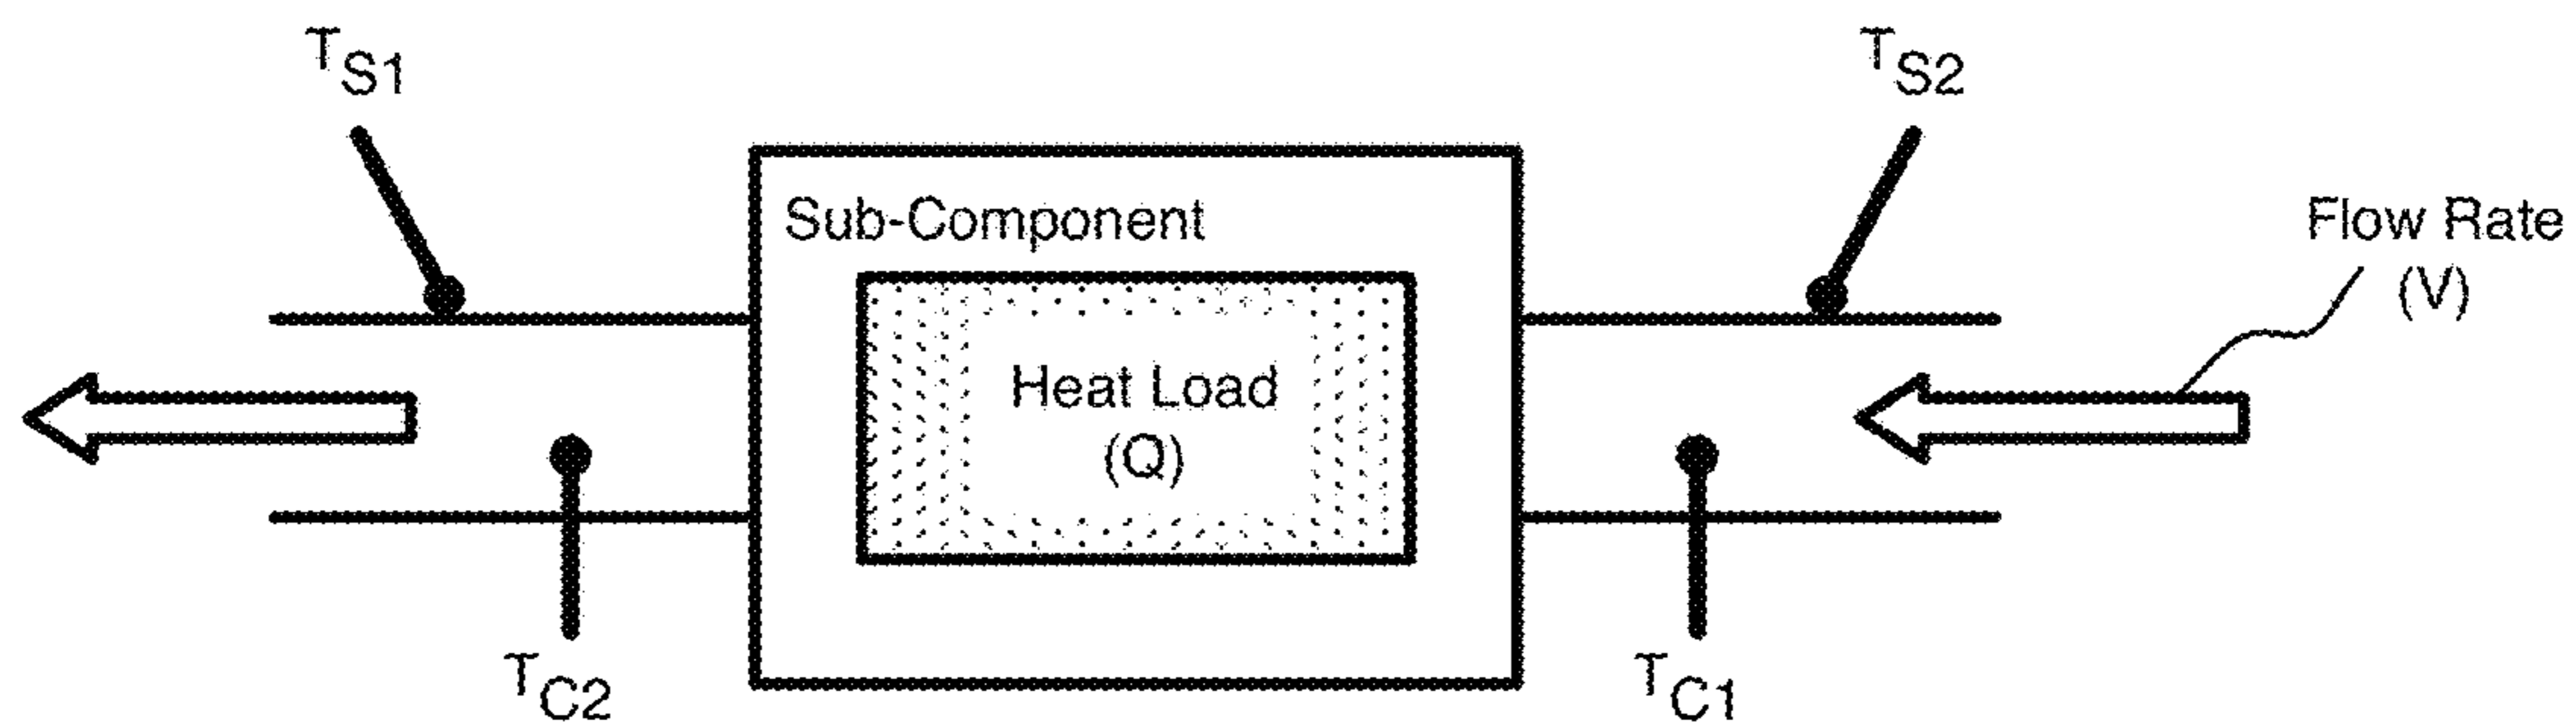 TS1
TS2
Sub-Component
Flow Rate
(V)
Heat Load
(Q)
TC2
TC1